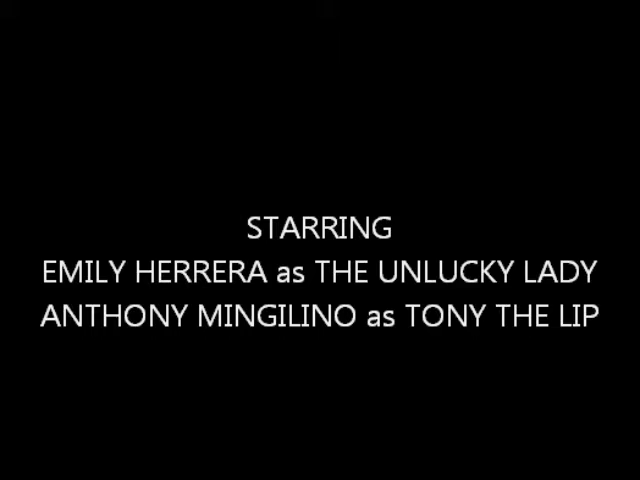 STARRING
EMILY HERRERA as THE UNLUCKY LADY
ANTHONY MINGILINO as TONY THE LIP